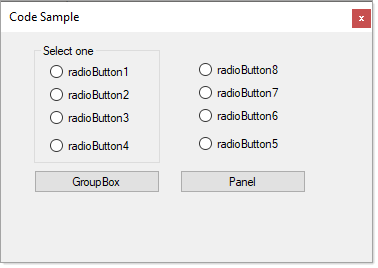 Code Sample
x
Select one
radioButton1
radioButton2
radioButton3
radioButton4
radioButton8
radioButton7
radioButton6
radioButton5
GroupBox
Panel